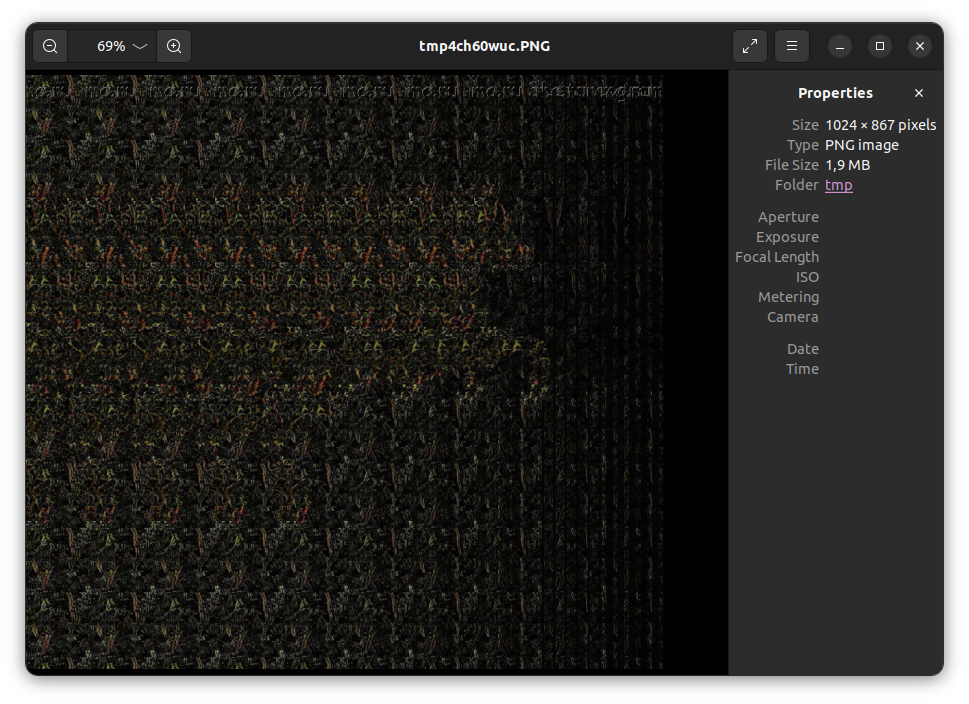 69%
tmp4ch60wuc.PNG
Properties
Size 1024 × 867 pixels
Type PNG image
File Size 1,9 MB
Folder tmp
Aperture
Exposure
Focal Length
ISO
Metering
Camera
Date
Time